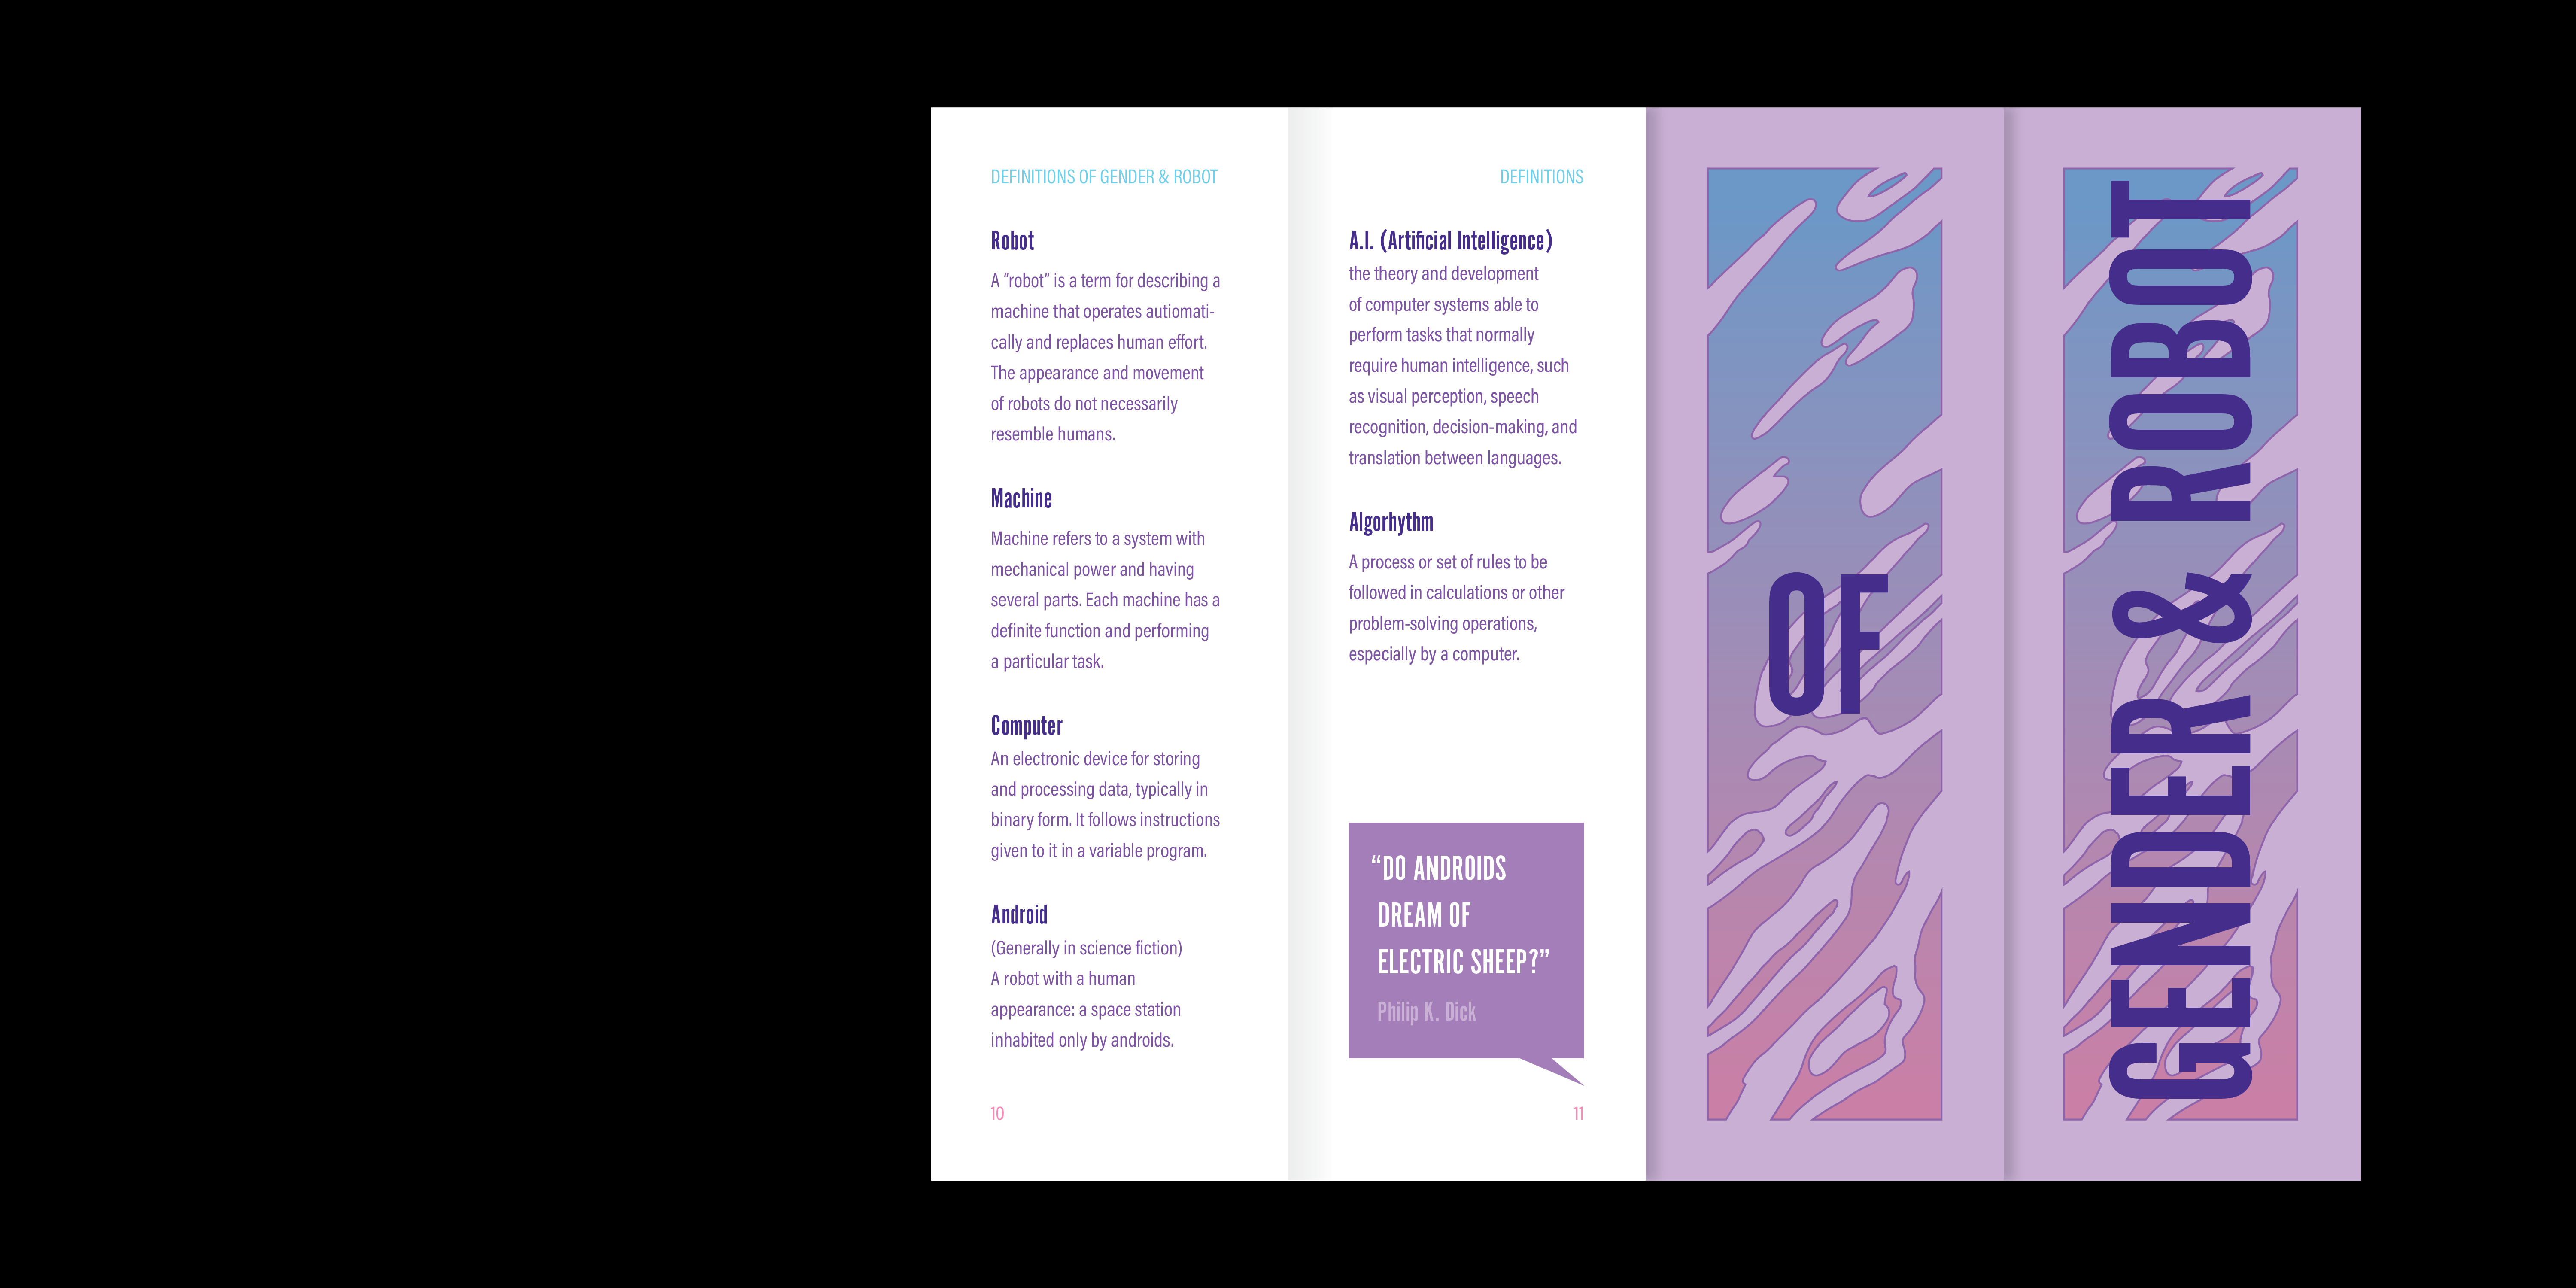 DEFINITIONS OF GENDER & ROBOT
Robot
A “robot” is a term for describing a
machine that operates autiomati-
cally and replaces human effort.
The appearance and movement
of robots do not necessarily
resemble humans.
Machine
Machine refers to a system with
mechanical power and having
several parts. Each machine has a
definite function and performing
a particular task.
Computer
An electronic device for storing
and processing data, typically in
binary form. It follows instructions
given to it in a variable program.
Android
(Generally in science fiction)
A robot with a human
appearance: a space station
inhabited only by androids.
10
DEFINITIONS
A.I. (Artificial Intelligence)
the theory and development
of computer systems able to
perform tasks that normally
require human intelligence, such
as visual perception, speech
recognition, decision-making, and
translation between languages.
Algorhythm
A process or set of rules to be
followed in calculations or other
problem-solving operations,
especially by a computer.
“DO ANDROIDS
DREAM OF
ELECTRIC SHEEP?”
Philip K. Dick
11
OF
GENDER & ROBOT